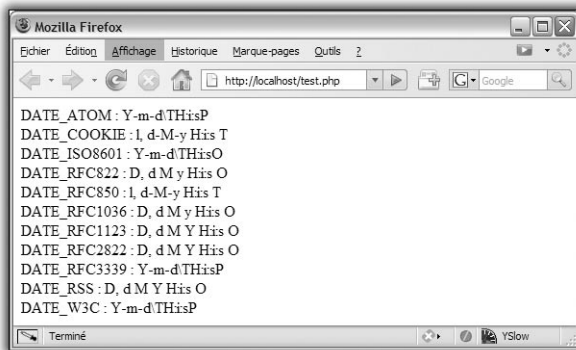 Mozilla Firefox
Fichier Édition Affichage Historique Marque-pages Outils ?
http://localhost/test.php G Google
DATE_ATOM : Y-m-d\TH:i:sP
DATE_COOKIE : l, d-M-y H:i:s T
DATE_ISO8601 : Y-m-d\TH:i:sO
DATE_RFC822 : D, d M y H:i:s O
DATE_RFC850 : l, d-M-y H:i:s T
DATE_RFC1036 : D, d M y H:i:s O
DATE_RFC1123 : D, d M Y H:i:s O
DATE_RFC2822 : D, d M Y H:i:s O
DATE_RFC3339 : Y-m-d\TH:i:sP
DATE_RSS : D, d M Y H:i:s O
DATE_W3C : Y-m-d\TH:i:sP
Terminé YSlow